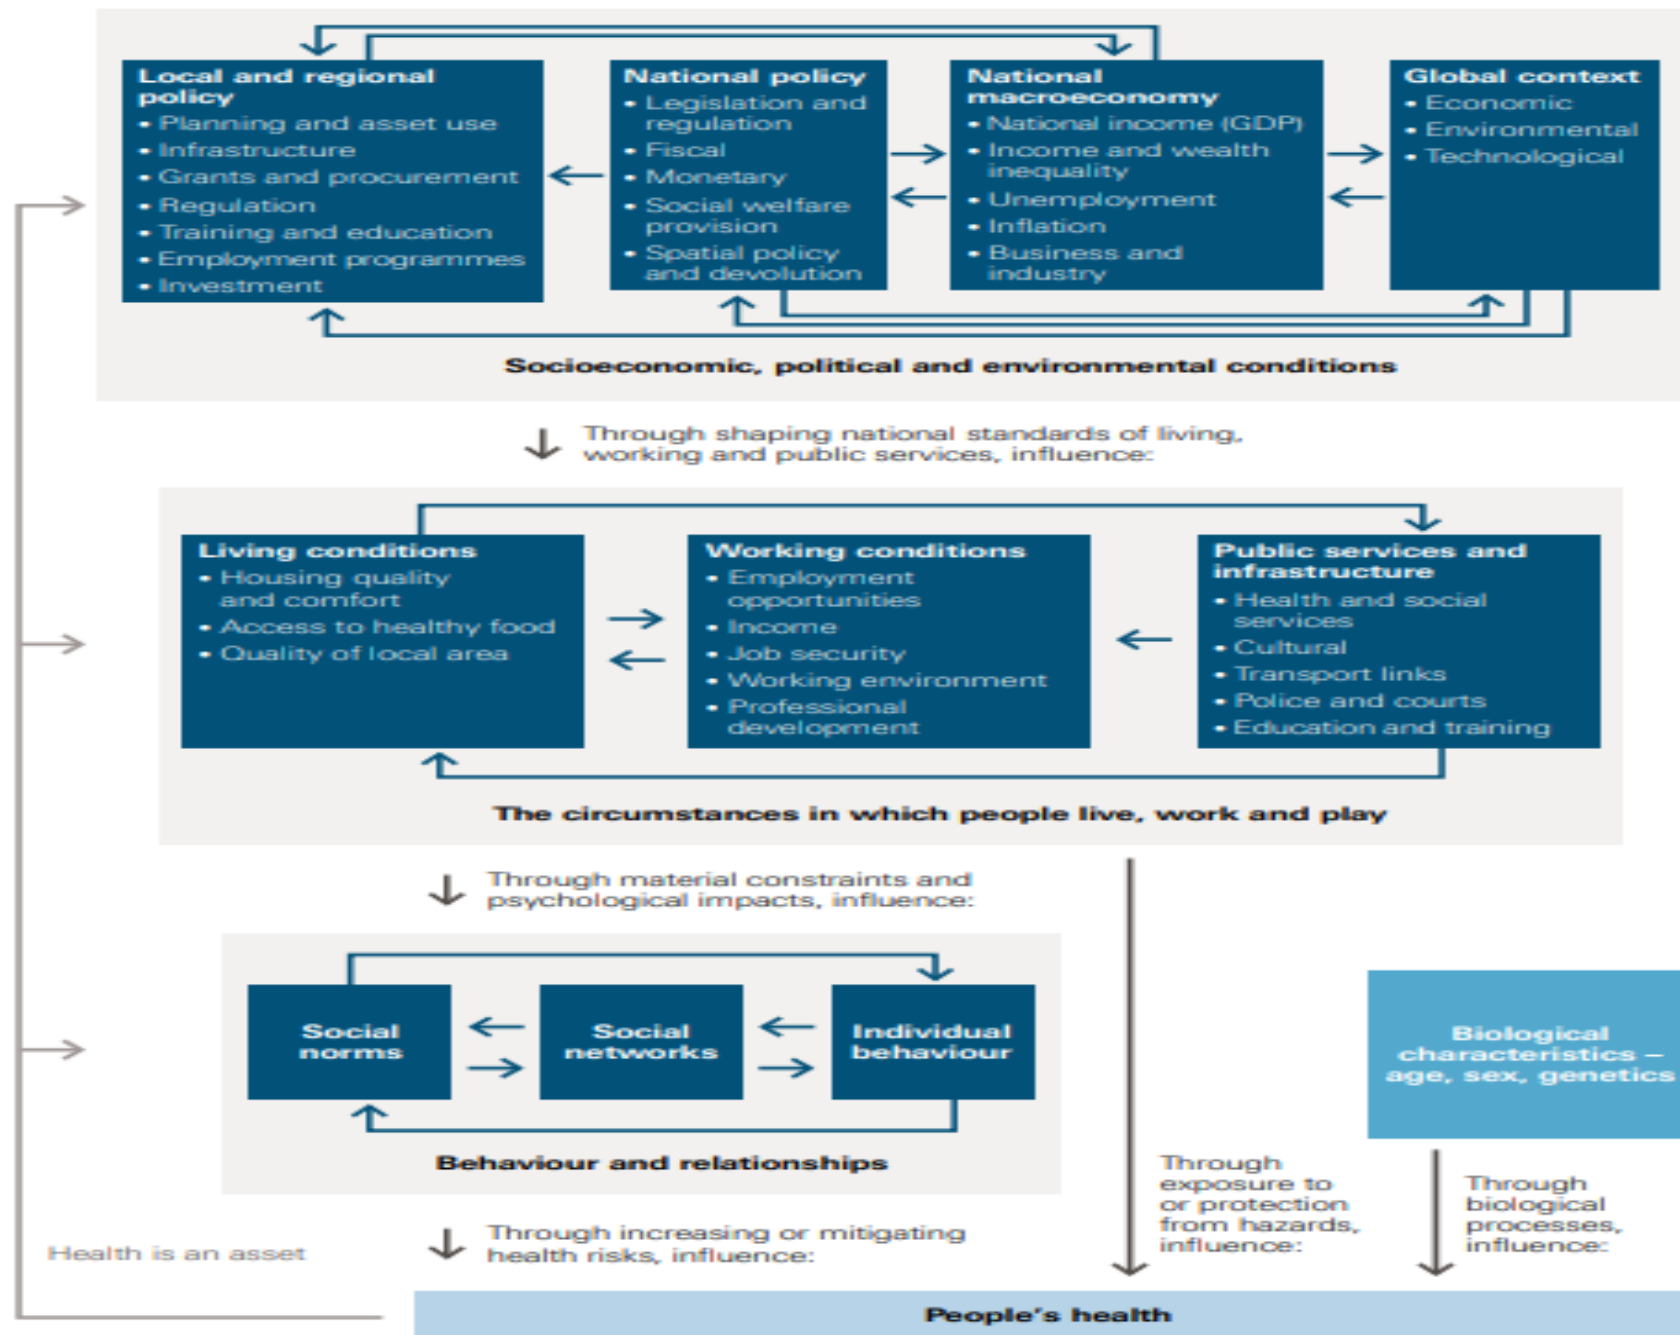 Local and regional
policy
• Planning and asset use
• Infrastructure
• Grants and procurement
• Regulation
• Training and education
• Employment programmes
• Investment
National policy
• Legislation and
regulation
• Fiscal
• Monetary
• Social welfare
provision
• Spatial policy
and devolution
National
macroeconomy
• National income (GDP)
• Income and wealth
inequality
• Unemployment
• Inflation
• Business and
industry
Global context
• Economic
• Environmental
• Technological
Socioeconomic, political and environmental conditions
Through shaping national standards of living,
working and public services, influence:
Living conditions
• Housing quality
and comfort
• Access to healthy food
• Quality of local area
Working conditions
• Employment
opportunities
• Income
• Job security
• Working environment
• Professional
development
Public services and
infrastructure
• Health and social
services
• Cultural
• Transport links
• Police and courts
• Education and training
The circumstances in which people live, work and play
Through material constraints and
psychological impacts, influence:
Social
norms
Social
networks
Individual
behaviour
Behaviour and relationships
Biological
characteristics –
age, sex, genetics
Through increasing or mitigating
health risks, influence:
Through
exposure to
or protection
from hazards,
influence:
Through
biological
processes,
influence:
Health is an asset
People's health